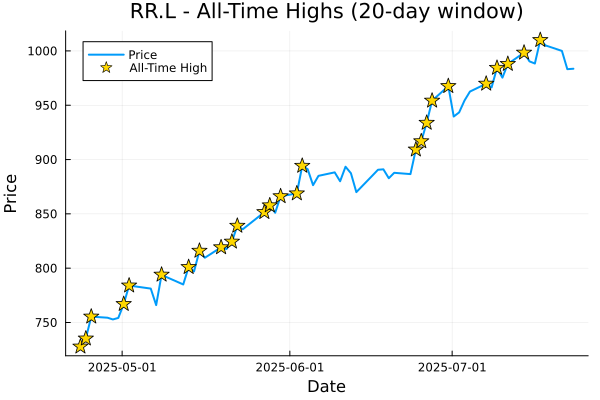 RR.L - All-Time Highs (20-day window)
Price
All-Time High
1000
950
900
850
800
750
Price
2025-05-01
2025-06-01
2025-07-01
Date